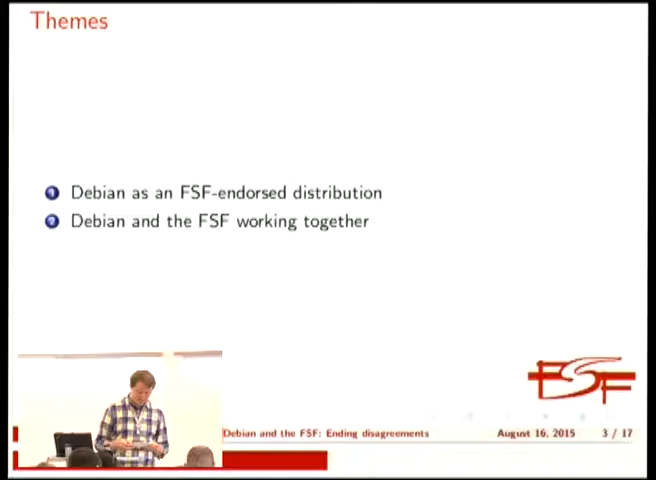 Themes
1 Debian as an FSF-endorsed distribution
2 Debian and the FSF working together
FSF
Debian and the FSF: Ending disagreements August 16, 2015 3 / 17